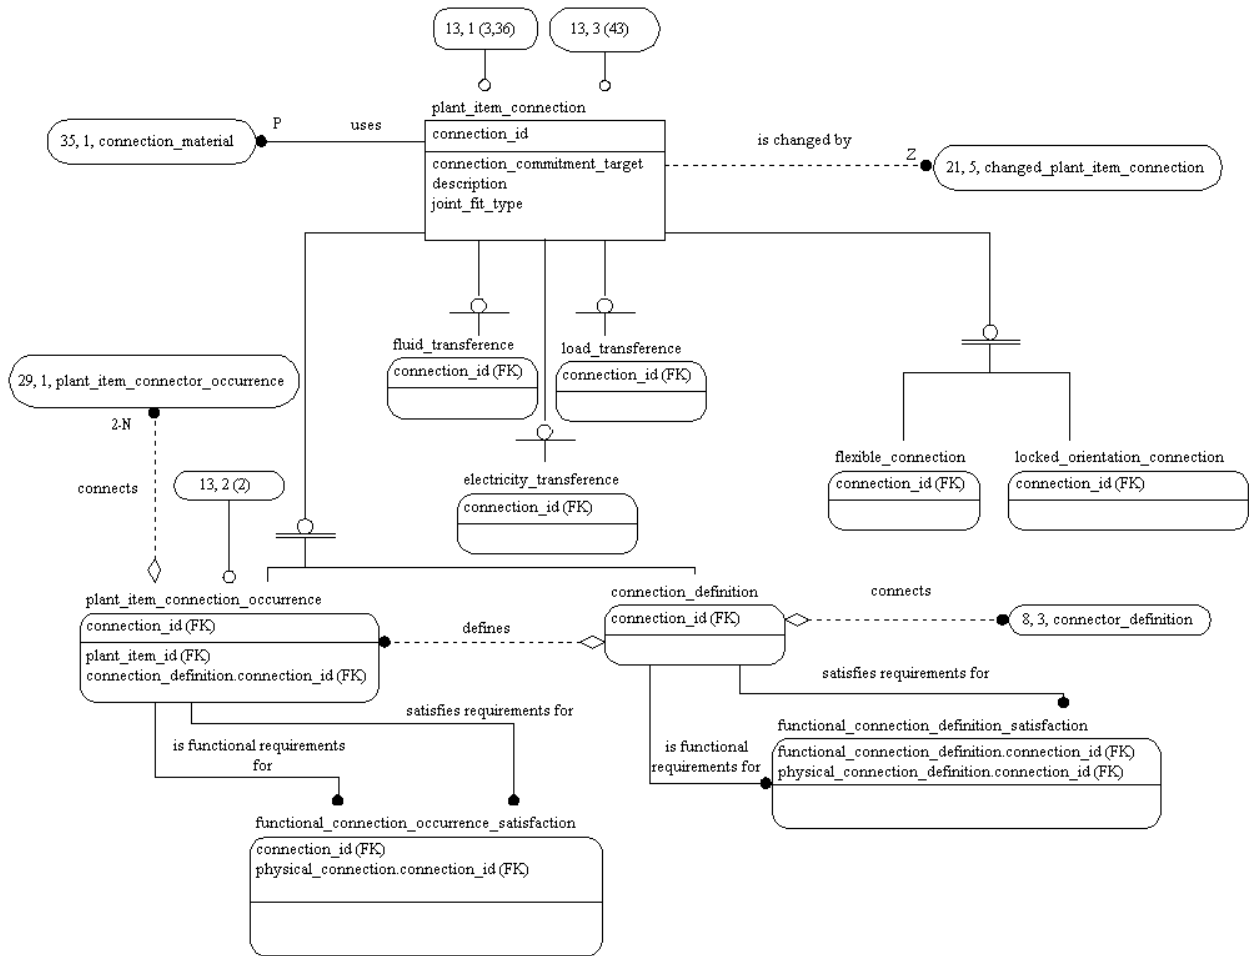 13, 1 (3,36)
13, 3 (43)
plant_item_connection
P
uses
35, 1, connection_material
connection_id
connection_commitment_target
description
joint_fit_type
is changed by
Z
21, 5, changed_plant_item_connection
fluid_transference
connection_id (FK)
load_transference
connection_id (FK)
29, 1, plant_item_connector_occurrence
2-N
connects
13, 2 (2)
electricity_transference
connection_id (FK)
flexible_connection
connection_id (FK)
locked_orientation_connection
connection_id (FK)
plant_item_connection_occurrence
connection_id (FK)
plant_item_id (FK)
connection_definition.connection_id (FK)
defines
connection_definition
connection_id (FK)
connects
8, 3, connector_definition
satisfies requirements for
is functional requirements
for
satisfies requirements for
is functional
requirements for
functional_connection_definition_satisfaction
functional_connection_definition.connection_id (FK)
physical_connection_definition.connection_id (FK)
functional_connection_occurrence_satisfaction
connection_id (FK)
physical_connection.connection_id (FK)